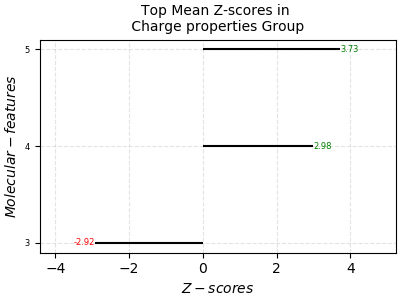 Top Mean Z-scores in
Charge properties Group
Molecular − features
5
3.73
4
2.98
3
-2.92
−4
−2
0
2
4
Z − scores